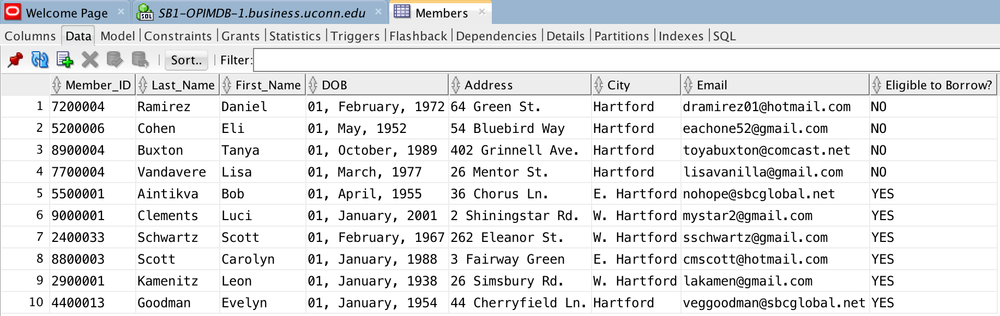 Welcome Page SB1-OPIMDB-1.business.uconn.edu Members
Columns Data Model Constraints Grants Statistics Triggers Flashback Dependencies Details Partitions Indexes SQL
Sort.. Filter:
Member_ID Last_Name First_Name DOB Address City Email Eligible to Borrow?
1 7200004 Ramirez Daniel 01, February, 1972 64 Green St. Hartford dramirez01@hotmail.com NO
2 5200006 Cohen Eli 01, May, 1952 54 Bluebird Way Hartford eachone52@gmail.com NO
3 8900004 Buxton Tanya 01, October, 1989 402 Grinnell Ave. Hartford toyabuxton@comcast.net NO
4 7700004 Vandavere Lisa 01, March, 1977 26 Mentor St. Hartford lisavanilla@gmail.com NO
5 5500001 Aintikva Bob 01, April, 1955 36 Chorus Ln. E. Hartford nohope@sbcglobal.net YES
6 9000001 Clements Luci 01, January, 2001 2 Shiningstar Rd. W. Hartford mystar2@gmail.com YES
7 2400033 Schwartz Scott 01, February, 1967 262 Eleanor St. W. Hartford sschwartz@gmail.com YES
8 8800003 Scott Carolyn 01, January, 1988 3 Fairway Green E. Hartford cmscott@hotmail.com YES
9 2900001 Kamenitz Leon 01, January, 1938 26 Simsbury Rd. W. Hartford lakamen@gmail.com YES
10 4400013 Goodman Evelyn 01, January, 1954 44 Cherryfield Ln. Hartford veggoodman@sbcglobal.net YES